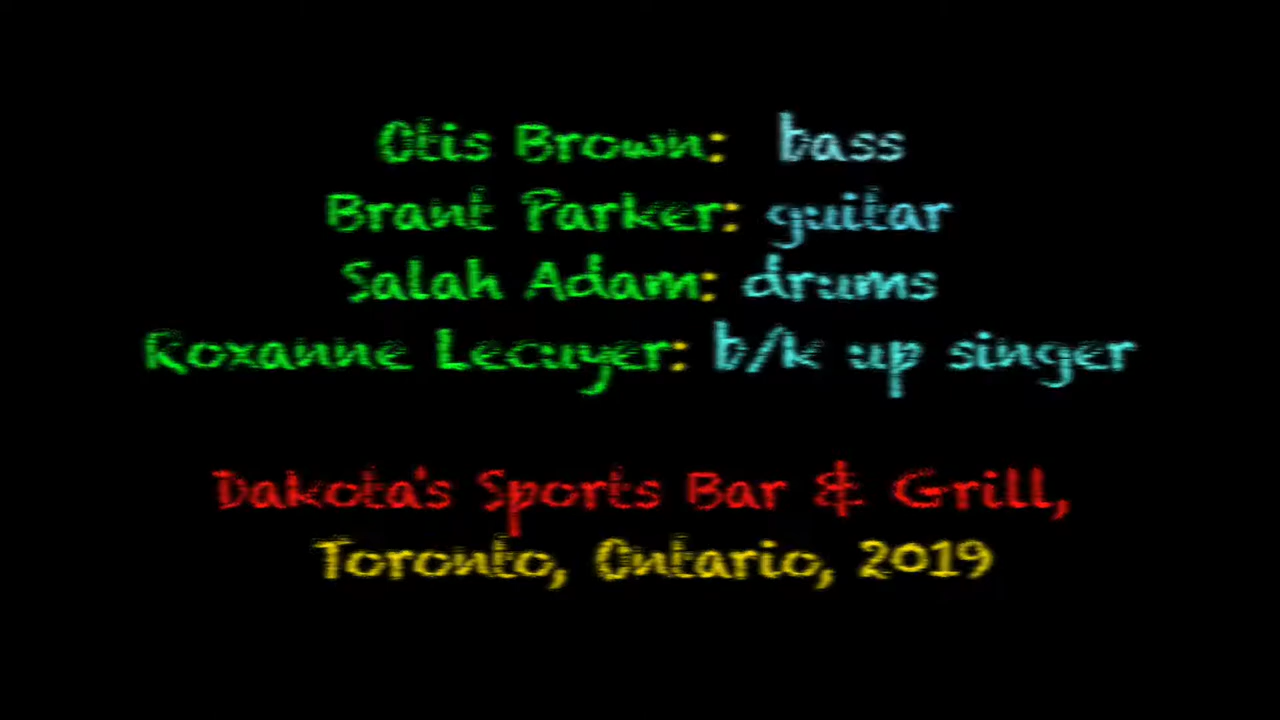 Otis Brown: bass
Brant Parker: guitar
Salah Adam: drums
Roxanne Lecuyer: b/k up singer
Dakota's Sports Bar & Grill,
Toronto, Ontario, 2019